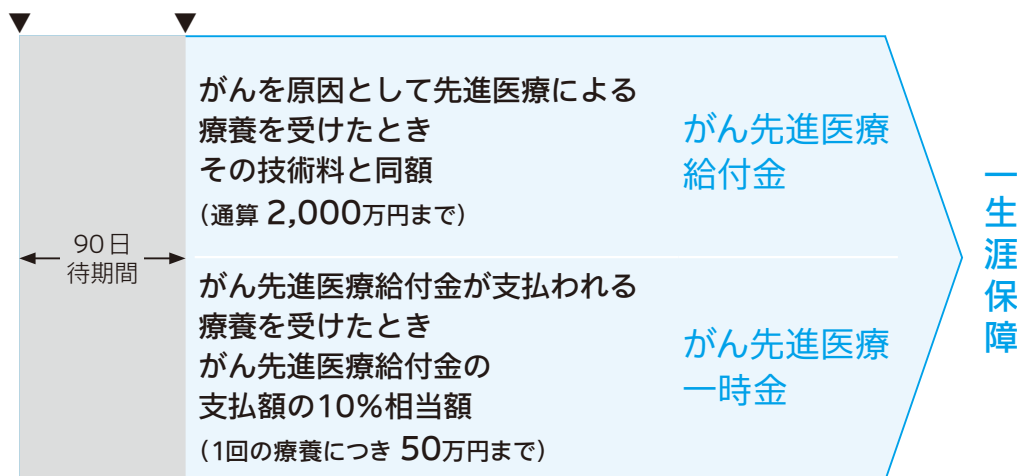 がんを原因として先進医療による
療養を受けたとき
その技術料と同額
（通算 2,000万円まで）
がん先進医療
給付金
90日
待期間
がん先進医療給付金が支払われる
療養を受けたとき
がん先進医療給付金の
支払額の10％相当額
（1回の療養につき 50万円まで）
がん先進医療
一時金
一生涯保障